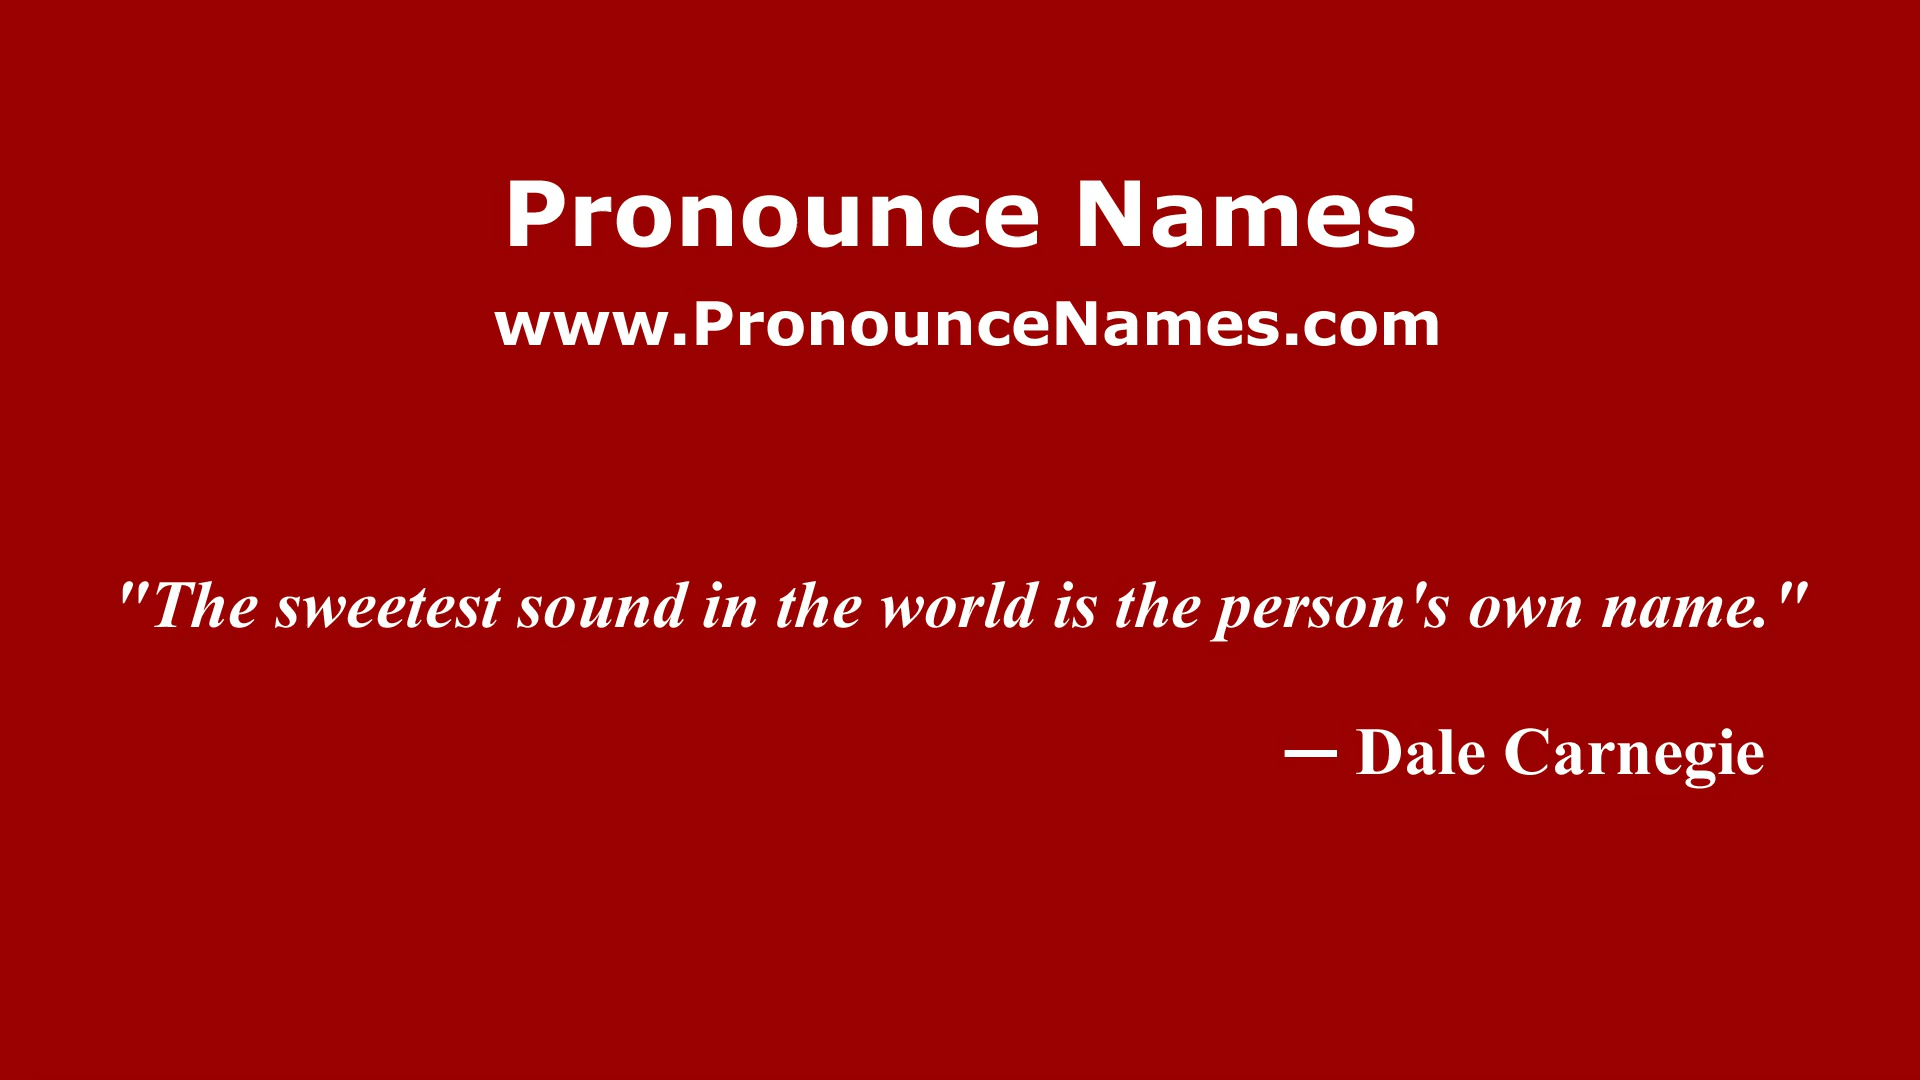 Pronounce Names
www.PronounceNames.com
"The sweetest sound in the world is the person's own name."
— Dale Carnegie